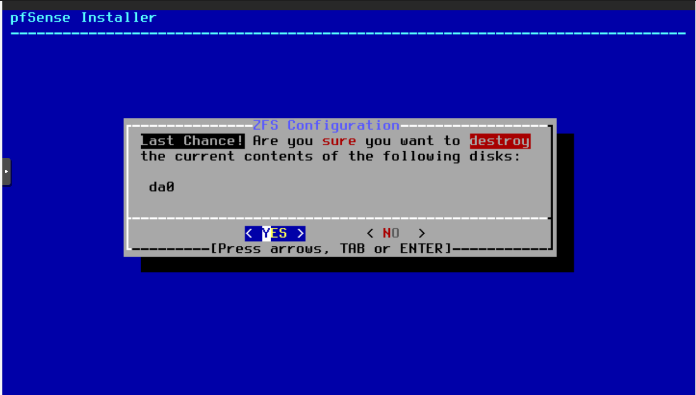 pfSense Installer
ZFS Configuration
Last Chance! Are you sure you want to destroy
the current contents of the following disks:
da0
< YES > < NO >
[Press arrows, TAB or ENTER]